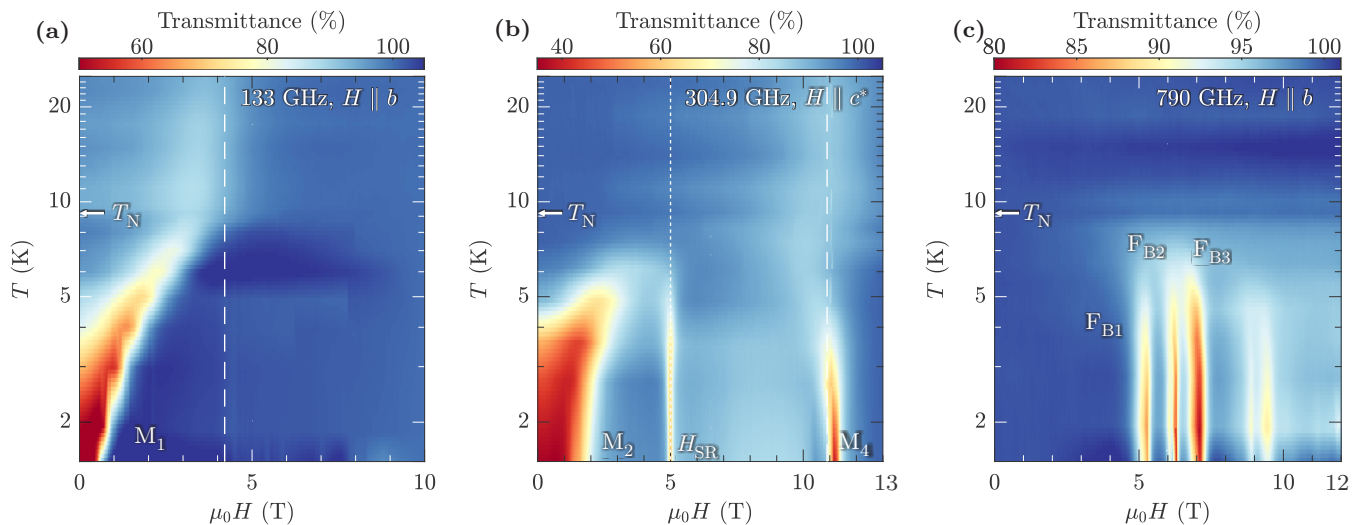 (a)
Transmittance (%)
60 80 100
133 GHz, H ∥ b
T (K)
20
10
5
2
T_N
M_1
0 5 10
μ_0H (T)
(b)
Transmittance (%)
40 60 80 100
304.9 GHz, H ∥ c*
T (K)
20
10
5
2
T_N
M_2
H_SR
M_4
0 5 10 13
μ_0H (T)
(c)
Transmittance (%)
80 85 90 95 100
790 GHz, H ∥ b
T (K)
20
10
5
2
T_N
F_B2
F_B3
F_B1
0 5 10 12
μ_0H (T)